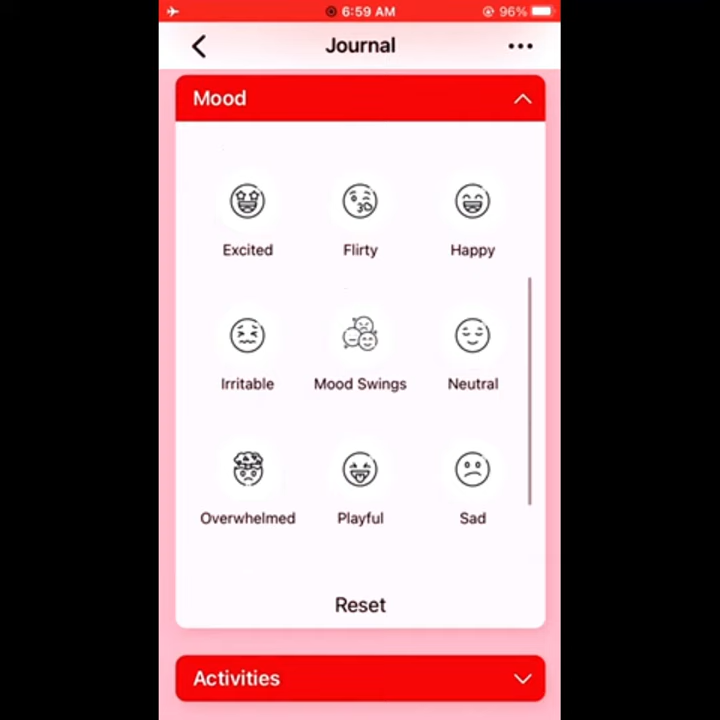 6:59 AM 96%
Journal
Mood
Excited Flirty Happy
Irritable Mood Swings Neutral
Overwhelmed Playful Sad
Reset
Activities